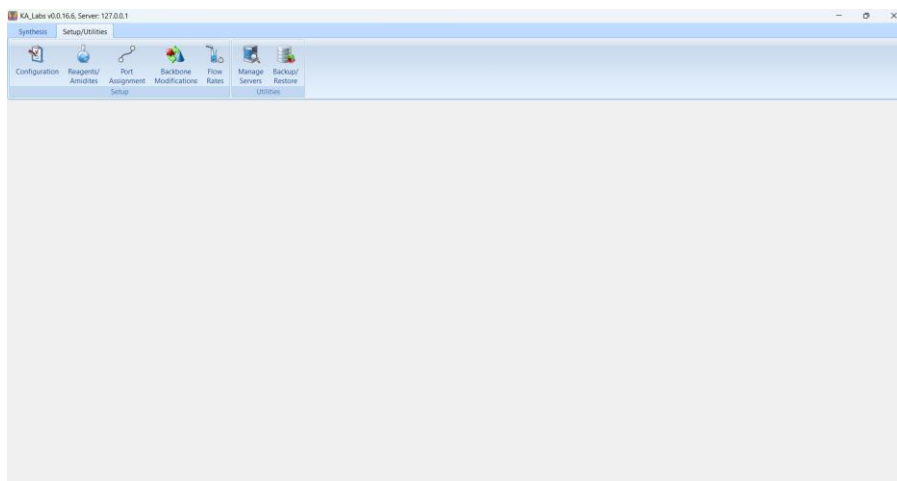 KA_Labs v0.0.16.6, Server: 127.0.0.1
Synthesis Setup/Utilities
Configuration Reagents/ Port Backbone Flow Manage Backup/
Amidites Assignment Modifications Rates Servers Restore
Setup Utilities